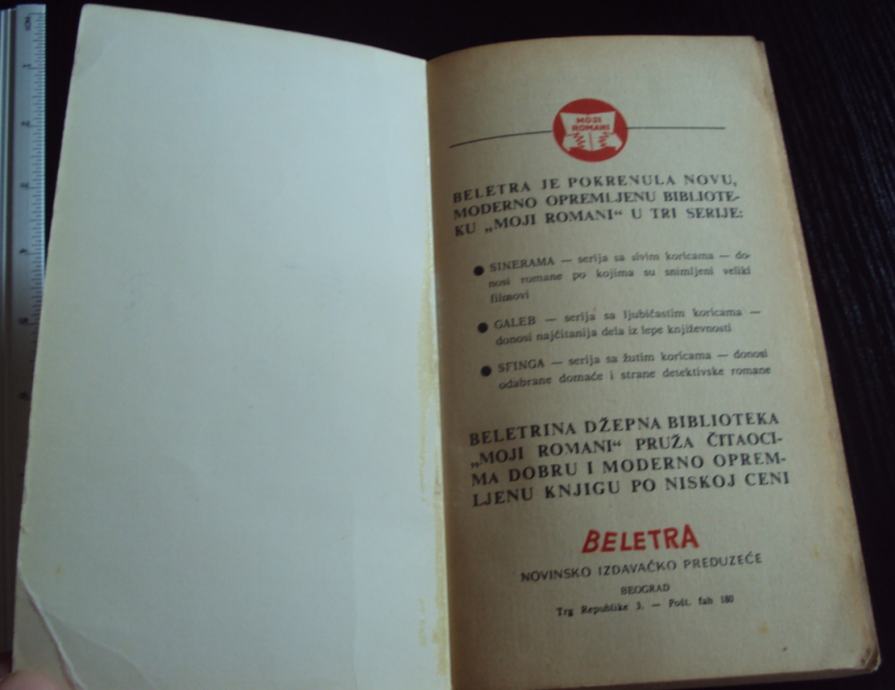 MOJI
ROMANI
BELETRA JE POKRENULA NOVU,
MODERNO OPREMLJENU BIBLIOTE-
KU „MOJI ROMANI“ U TRI SERIJE:
● SINERAMA — serija sa sivim koricama — do-
nosi romane po kojima su snimljeni veliki
filmovi
● GALEB — serija sa ljubičastim koricama —
donosi najčitanija dela iz lepe književnosti
● SFINGA — serija sa žutim koricama — donosi
odabrane domaće i strane detektivske romane
BELETRINA DŽEPNA BIBLIOTEKA
„MOJI ROMANI“ PRUŽA ČITAOCI-
MA DOBRU I MODERNO OPREM-
LJENU KNJIGU PO NISKOJ CENI
BELETRA
NOVINSKO IZDAVAČKO PREDUZEĆE
BEOGRAD
Trg Republike 3. — Pošt. fah 180